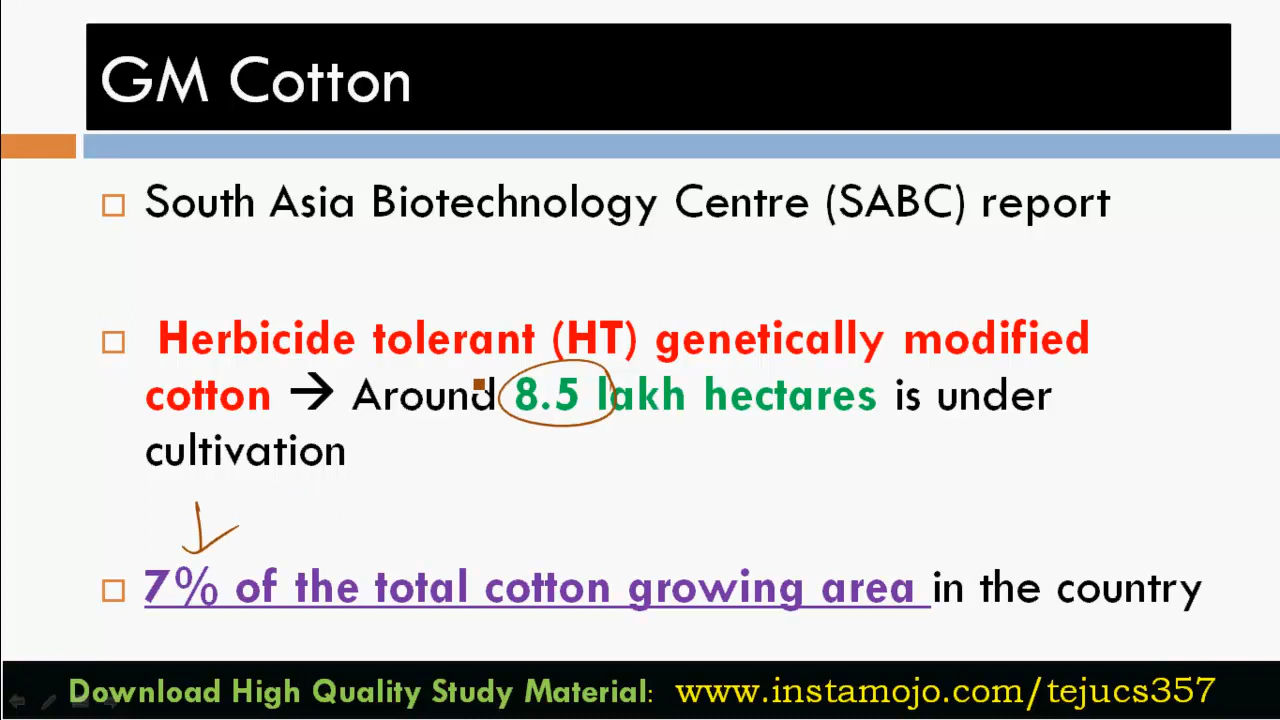 GM Cotton
South Asia Biotechnology Centre (SABC) report
Herbicide tolerant (HT) genetically modified
cotton → Around 8.5 lakh hectares is under
cultivation
7% of the total cotton growing area in the country
Download High Quality Study Material: www.instamojo.com/tejucs357